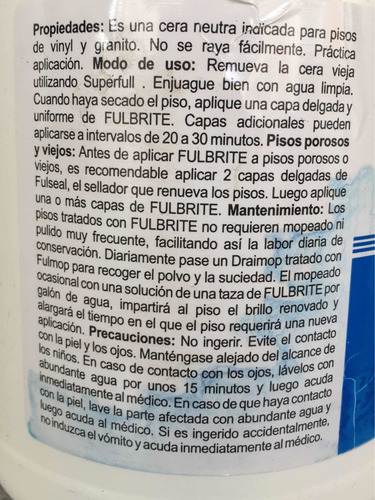 Propiedades: Es una cera neutra indicada para pisos
de vinyl y granito. No se raya fácilmente. Práctica
aplicación. Modo de uso: Remueva la cera vieja
utilizando Superfull . Enjuague bien con agua limpia.
Cuando haya secado el piso, aplique una capa delgada y
uniforme de FULBRITE. Capas adicionales pueden
aplicarse a intervalos de 20 a 30 minutos. Pisos porosos
y viejos: Antes de aplicar FULBRITE a pisos porosos o
viejos, es recomendable aplicar 2 capas delgadas de
Fulseal, el sellador que renueva los pisos. Luego aplique
una o más capas de FULBRITE. Mantenimiento: Los
pisos tratados con FULBRITE no requieren mopeado ni
pulido muy frecuente, facilitando así la labor diaria de
conservación. Diariamente pase un Draimop tratado con
Fulmop para recoger el polvo y la suciedad. El mopeado
ocasional con una solución de una taza de FULBRITE por
galón de agua, impartirá al piso el brillo renovado y
alargará el tiempo en el que el piso requerirá una nueva
aplicación. Precauciones: No ingerir. Evite el contacto
con la piel y los ojos. Manténgase alejado del alcance de
los niños. En caso de contacto con los ojos, lávelos con
abundante agua por unos 15 minutos y luego acuda
inmediatamente al médico. En caso de que haya contacto
con la piel, lave la parte afectada con abundante agua y
luego acuda al médico. Si es ingerido accidentalmente,
no induzca el vómito y acuda inmediatamente al médico.